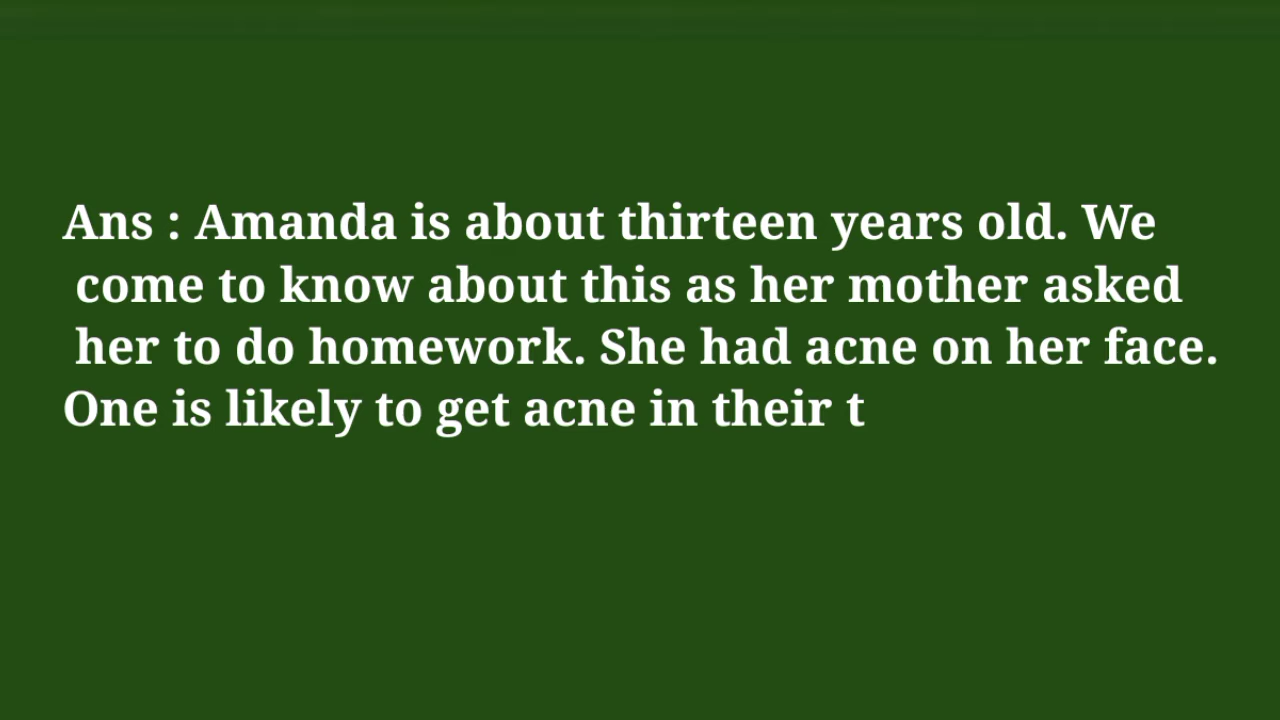 Ans : Amanda is about thirteen years old. We
come to know about this as her mother asked
her to do homework. She had acne on her face.
One is likely to get acne in their t